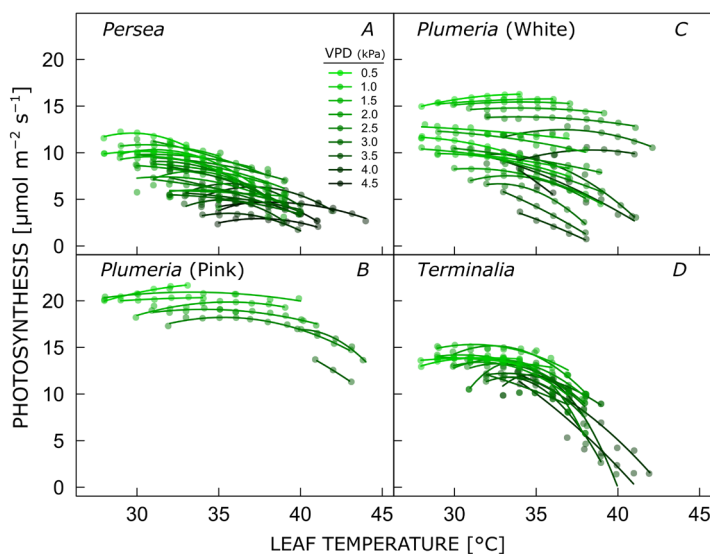 Persea A
Plumeria (White) C
VPD (kPa)
0.5
1.0
1.5
2.0
2.5
3.0
3.5
4.0
4.5
20
15
10
5
0
Plumeria (Pink) B
Terminalia D
20
15
10
5
0
30 35 40 45 30 35 40 45
PHOTOSYNTHESIS [µmol m⁻² s⁻¹]
LEAF TEMPERATURE [°C]